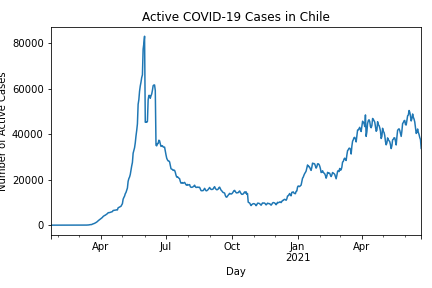 Active COVID-19 Cases in Chile
Number of Active Cases
80000
60000
40000
20000
0
Apr
Jul
Oct
Jan
2021
Apr
Day